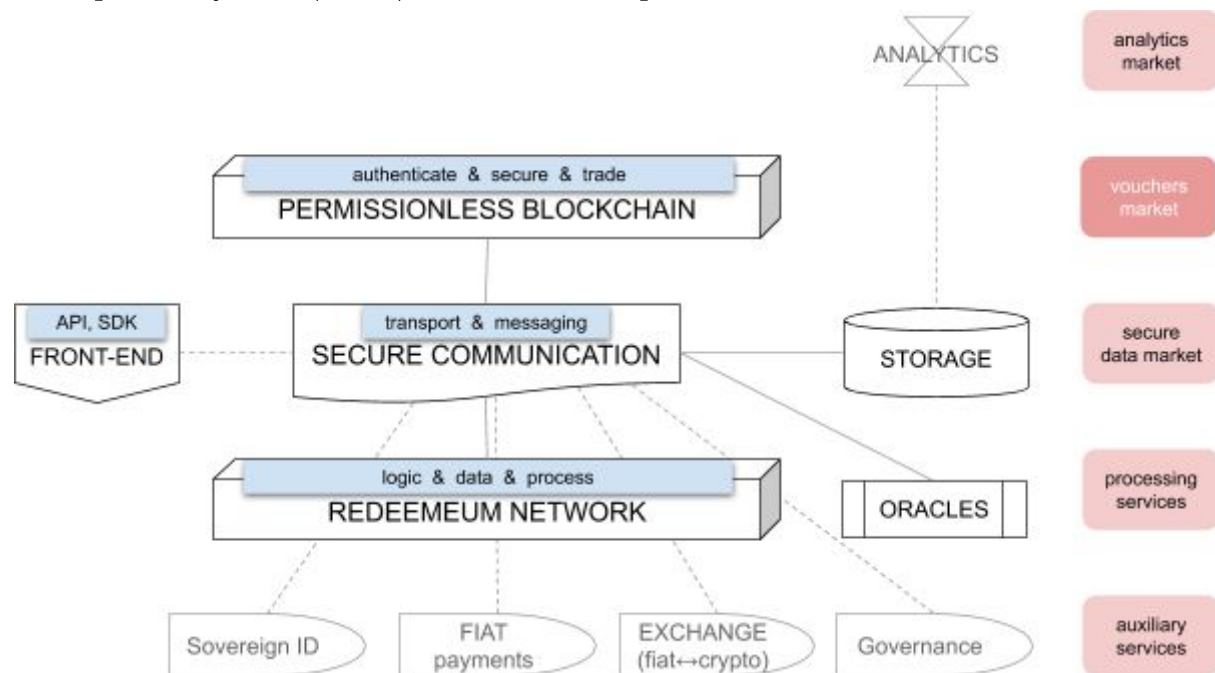 ANALYTICS
analytics
market
authenticate & secure & trade
PERMISSIONLESS BLOCKCHAIN
vouchers
market
API, SDK
FRONT-END
transport & messaging
SECURE COMMUNICATION
STORAGE
secure
data market
logic & data & process
REDEEMEUM NETWORK
ORACLES
processing
services
Sovereign ID
FIAT
payments
EXCHANGE
(fiat↔crypto)
Governance
auxiliary
services